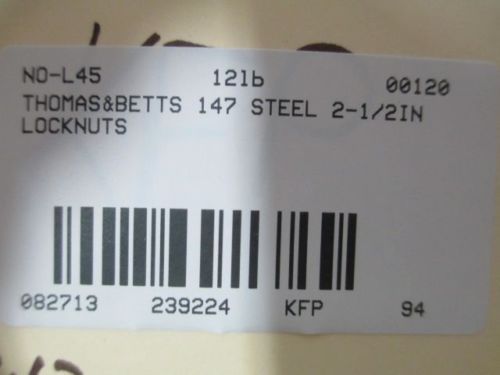 NO-L45 12lb 00120
THOMAS&BETTS 147 STEEL 2-1/2IN
LOCKNUTS
082713 239224 KFP 94